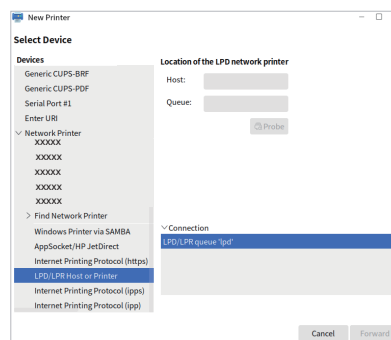 New Printer
Select Device
Devices
Generic CUPS-BRF
Generic CUPS-PDF
Serial Port #1
Enter URI
Network Printer
XXXXX
XXXXX
XXXXX
XXXXX
XXXXX
Find Network Printer
Windows Printer via SAMBA
AppSocket/HP JetDirect
Internet Printing Protocol (https)
LPD/LPR Host or Printer
Internet Printing Protocol (ipps)
Internet Printing Protocol (ipp)
Location of the LPD network printer
Host:
Queue:
Probe
Connection
LPD/LPR queue 'lpd'
Cancel
Forward